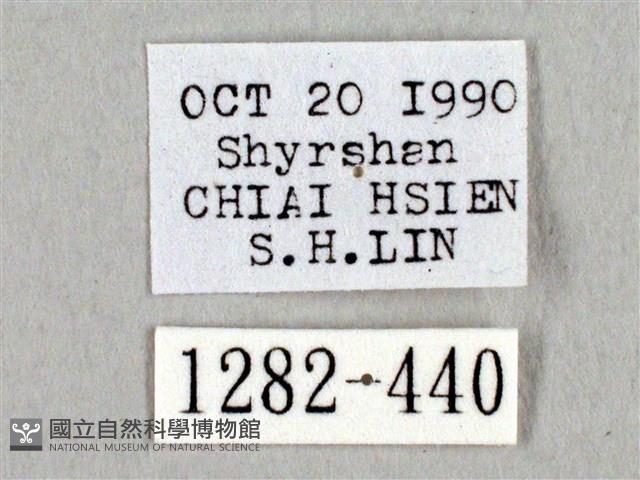 OCT 20 1990
Shyrshan
CHIAI HSIEN
S.H.LIN
1282-440
國立自然科學博物館
NATIONAL MUSEUM OF NATURAL SCIENCE